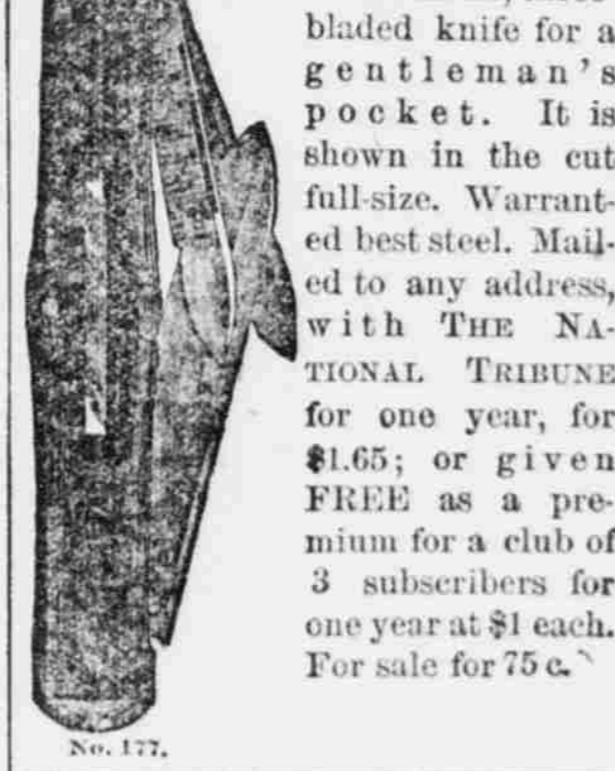 bladed knife for a
gentleman's
pocket. It is
shown in the cut
full-size. Warrant-
ed best steel. Mail-
ed to any address,
with THE NA-
TIONAL TRIBUNE
for one year, for
$1.65; or given
FREE as a pre-
mium for a club of
3 subscribers for
one year at $1 each.
For sale for 75 c.
No. 177.